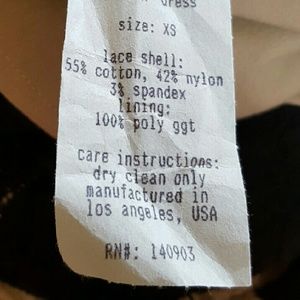 dress
size: XS
lace shell:
55% cotton, 42% nylon
3% spandex
lining:
100% poly ggt
care instructions:
dry clean only
manufactured in
los angeles, USA
RN#: 140903